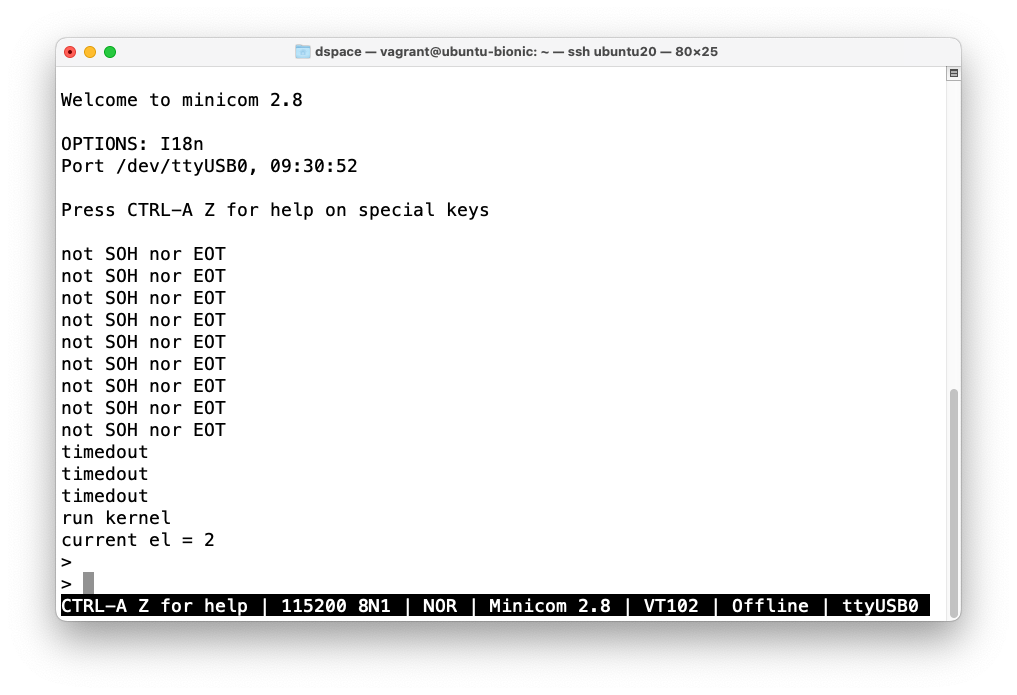 dspace — vagrant@ubuntu-bionic: ~ — ssh ubuntu20 — 80×25
Welcome to minicom 2.8
OPTIONS: I18n
Port /dev/ttyUSB0, 09:30:52
Press CTRL-A Z for help on special keys
not SOH nor EOT
not SOH nor EOT
not SOH nor EOT
not SOH nor EOT
not SOH nor EOT
not SOH nor EOT
not SOH nor EOT
not SOH nor EOT
not SOH nor EOT
timedout
timedout
timedout
run kernel
current el = 2
>
>
CTRL-A Z for help | 115200 8N1 | NOR | Minicom 2.8 | VT102 | Offline | ttyUSB0